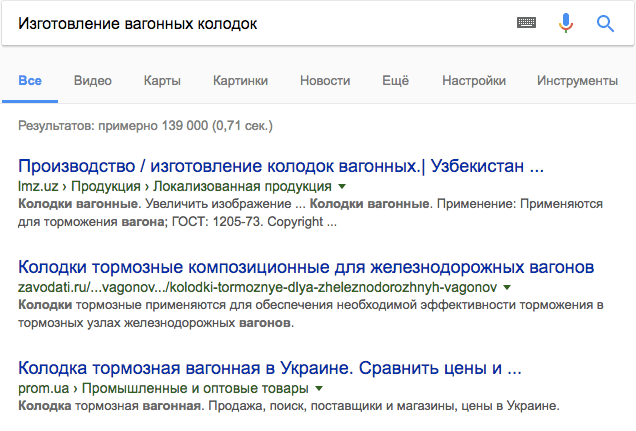 Изготовление вагонных колодок
Все Видео Карты Картинки Новости Ещё Настройки Инструменты
Результатов: примерно 139 000 (0,71 сек.)
Производство / изготовление колодок вагонных.| Узбекистан ...
lmz.uz › Продукция › Локализованная продукция
Колодки вагонные. Увеличить изображение ... Колодки вагонные. Применение: Применяются
для торможения вагона; ГОСТ: 1205-73. Copyright ...
Колодки тормозные композиционные для железнодорожных вагонов
zavodati.ru/...vagonov.../kolodki-tormoznye-dlya-zheleznodorozhnyh-vagonov
Колодки тормозные применяются для обеспечения необходимой эффективности торможения в
тормозных узлах железнодорожных вагонов.
Колодка тормозная вагонная в Украине. Сравнить цены и ...
prom.ua › Промышленные и оптовые товары
Колодка тормозная вагонная. Продажа, поиск, поставщики и магазины, цены в Украине.